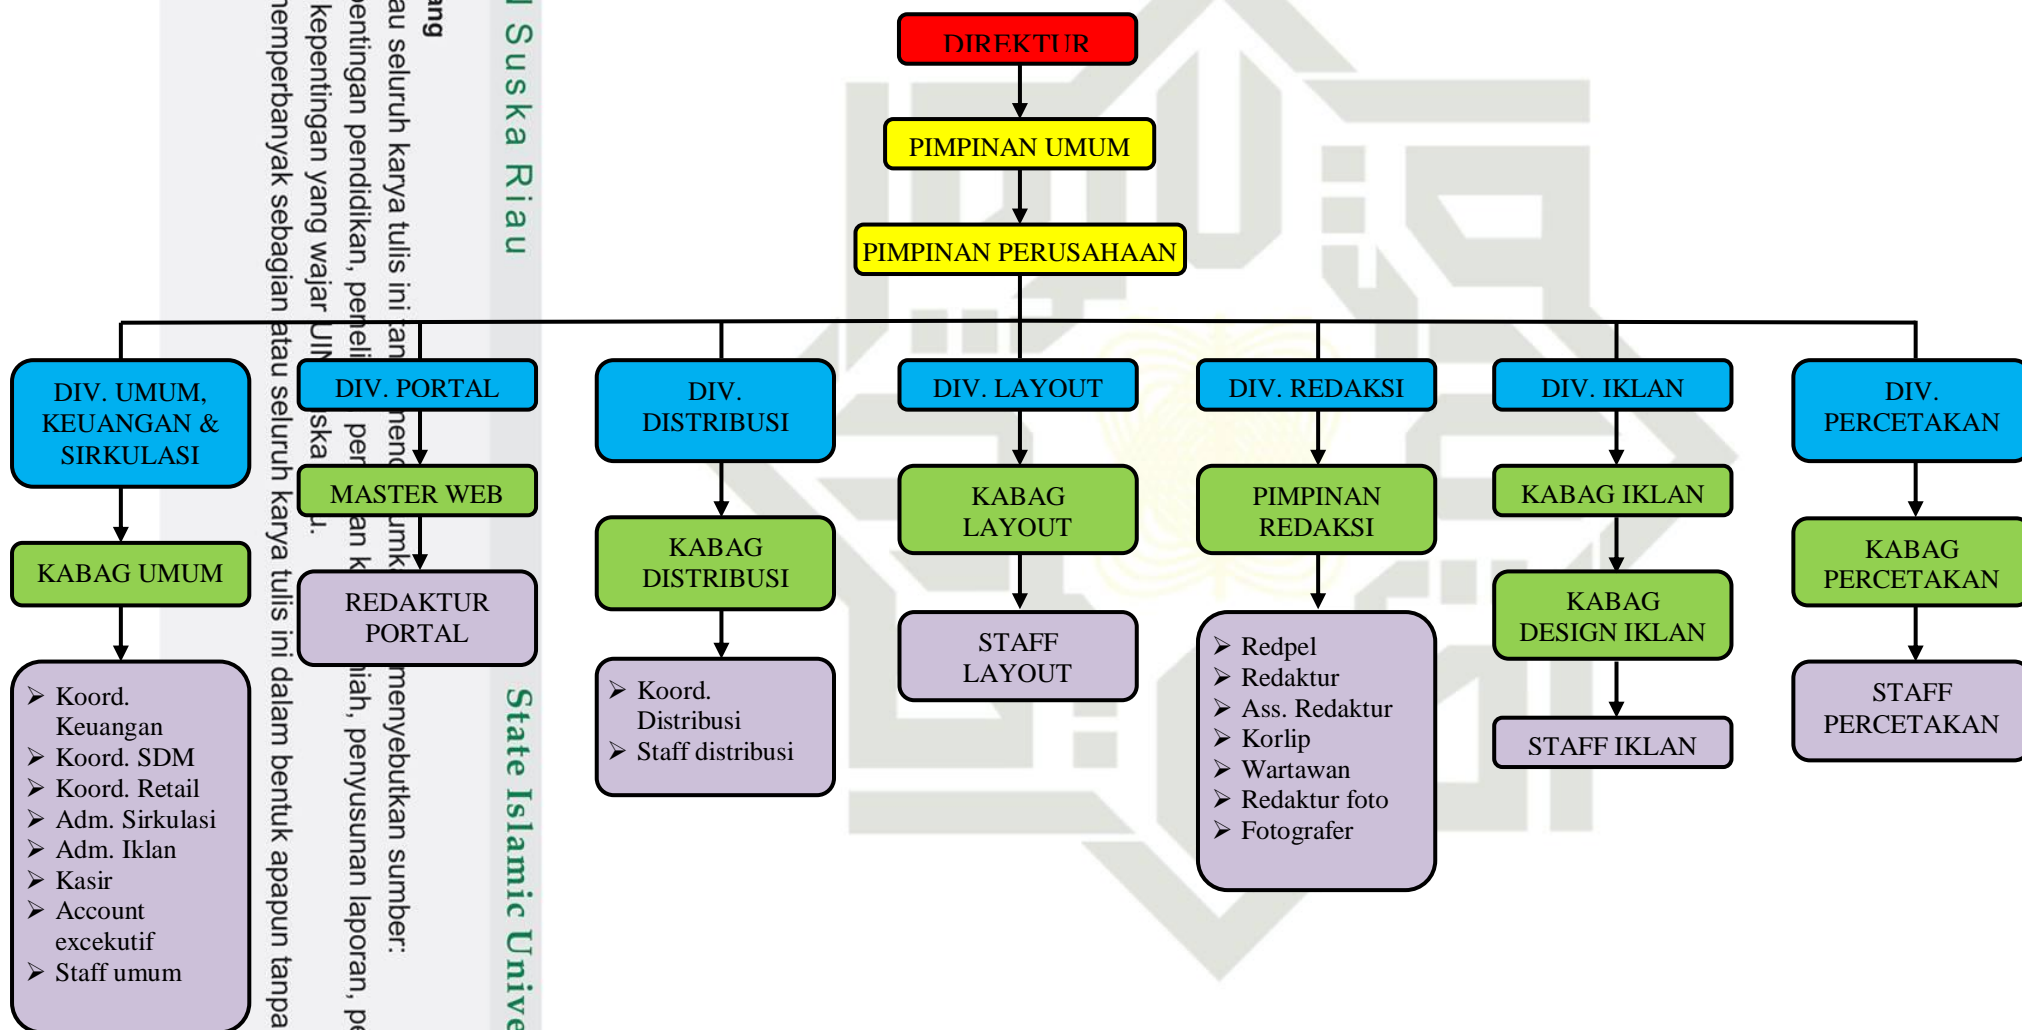 DIREKTUR
PIMPINAN UMUM
PIMPINAN PERUSAHAAN
DIV. UMUM,
KEUANGAN &
SIRKULASI
KABAG UMUM
➢ Koord.
Keuangan
➢ Koord. SDM
➢ Koord. Retail
➢ Adm. Sirkulasi
➢ Adm. Iklan
➢ Kasir
➢ Account
excekutif
➢ Staff umum
DIV. PORTAL
MASTER WEB
REDAKTUR
PORTAL
DIV.
DISTRIBUSI
KABAG
DISTRIBUSI
➢ Koord.
Distribusi
➢ Staff distribusi
DIV. LAYOUT
KABAG
LAYOUT
STAFF
LAYOUT
DIV. REDAKSI
PIMPINAN
REDAKSI
➢ Redpel
➢ Redaktur
➢ Ass. Redaktur
➢ Korlip
➢ Wartawan
➢ Redaktur foto
➢ Fotografer
DIV. IKLAN
KABAG IKLAN
KABAG
DESIGN IKLAN
STAFF IKLAN
DIV.
PERCETAKAN
KABAG
PERCETAKAN
STAFF
PERCETAKAN
Suska Riau
State Islamic
seluruh karya tulis ini menyebutkan sumber:
pendidikan, penyusunan laporan,
kepentingan yang wajar UIN
memperbanyak sebagian atau seluruh karya tulis ini dalam bentuk apapun tanpa